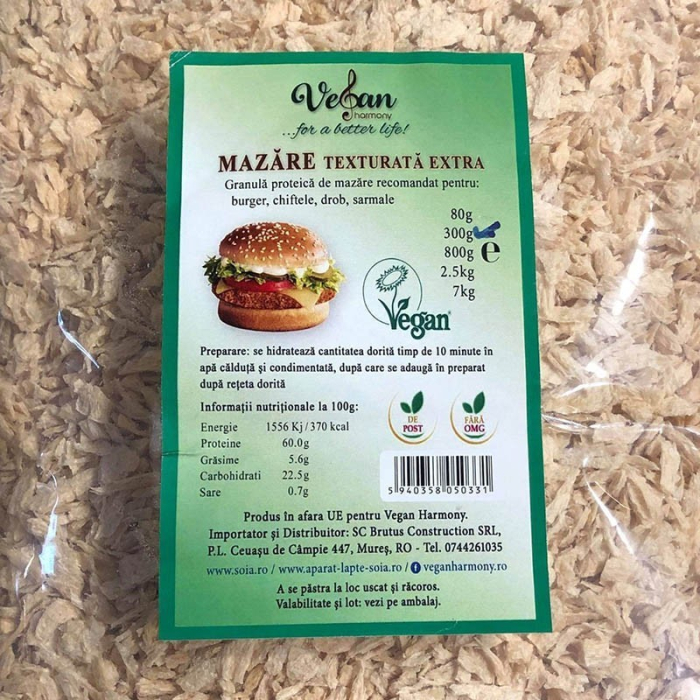 Vegan
harmony
...for a better life!
MAZĂRE TEXTURATĂ EXTRA
Granulă proteică de mazăre recomandat pentru:
burger, chiftele, drob, sarmale
80g
300g
800g e
2.5kg
7kg
Vegan
Preparare: se hidratează cantitatea dorită timp de 10 minute în
apă călduță și condimentată, după care se adaugă în preparat
după rețeta dorită
Informații nutriționale la 100g:
Energie 1556 Kj/370 kcal
Proteine 60.0g
Grăsime 5.6g
Carbohidrati 22.5g
Sare 0.7g
DE
POST
FĂRĂ
OMG
5 940358 050331
Produs în afara UE pentru Vegan Harmony.
Importator și Distribuitor: SC Brutus Construction SRL,
P.L. Ceuașu de Câmpie 447, Mureș, RO - Tel. 0744261035
www.soia.ro / www.aparat-lapte-soia.ro / f veganharmony.ro
A se păstra la loc uscat și răcoros.
Valabilitate și lot: vezi pe ambalaj.